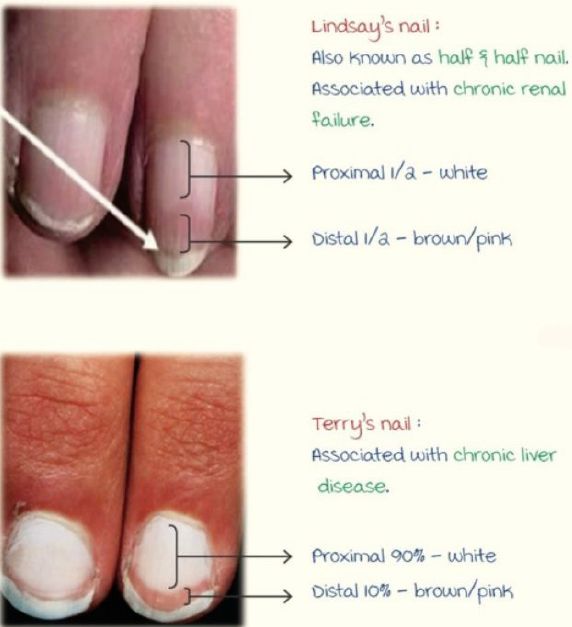 Lindsay's nail :
Also known as half & half nail.
Associated with chronic renal
failure.
Proximal 1/2 - white
Distal 1/2 - brown/pink
Terry's nail :
Associated with chronic liver
disease.
Proximal 90% - white
Distal 10% - brown/pink